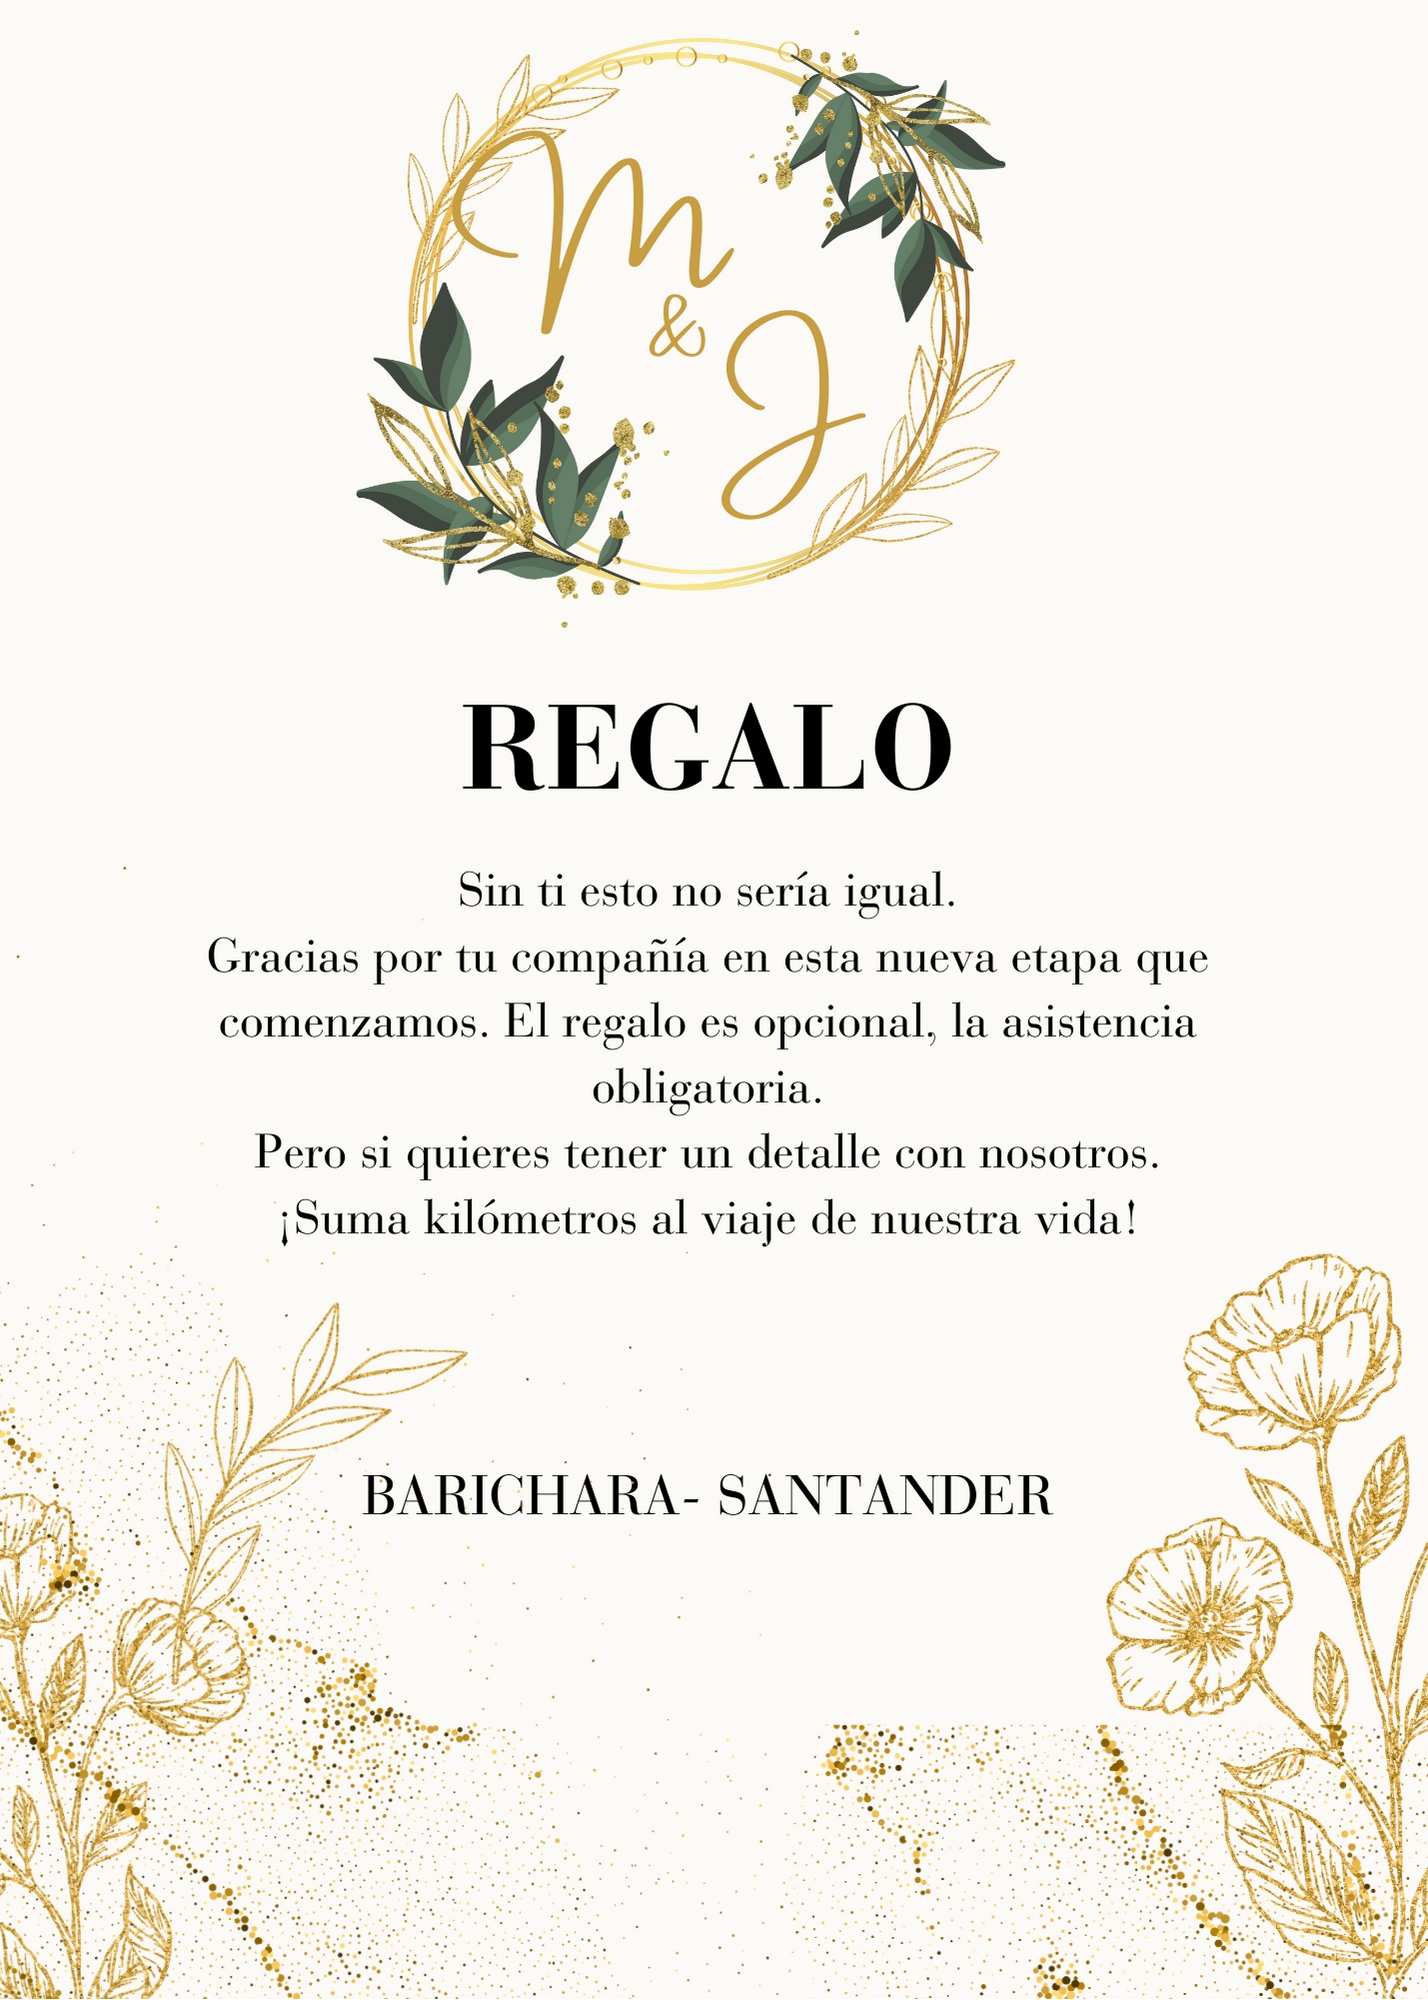 M
&
J
REGALO
Sin ti esto no sería igual.
Gracias por tu compañía en esta nueva etapa que
comenzamos. El regalo es opcional, la asistencia
obligatoria.
Pero si quieres tener un detalle con nosotros.
¡Suma kilómetros al viaje de nuestra vida!
BARICHARA- SANTANDER